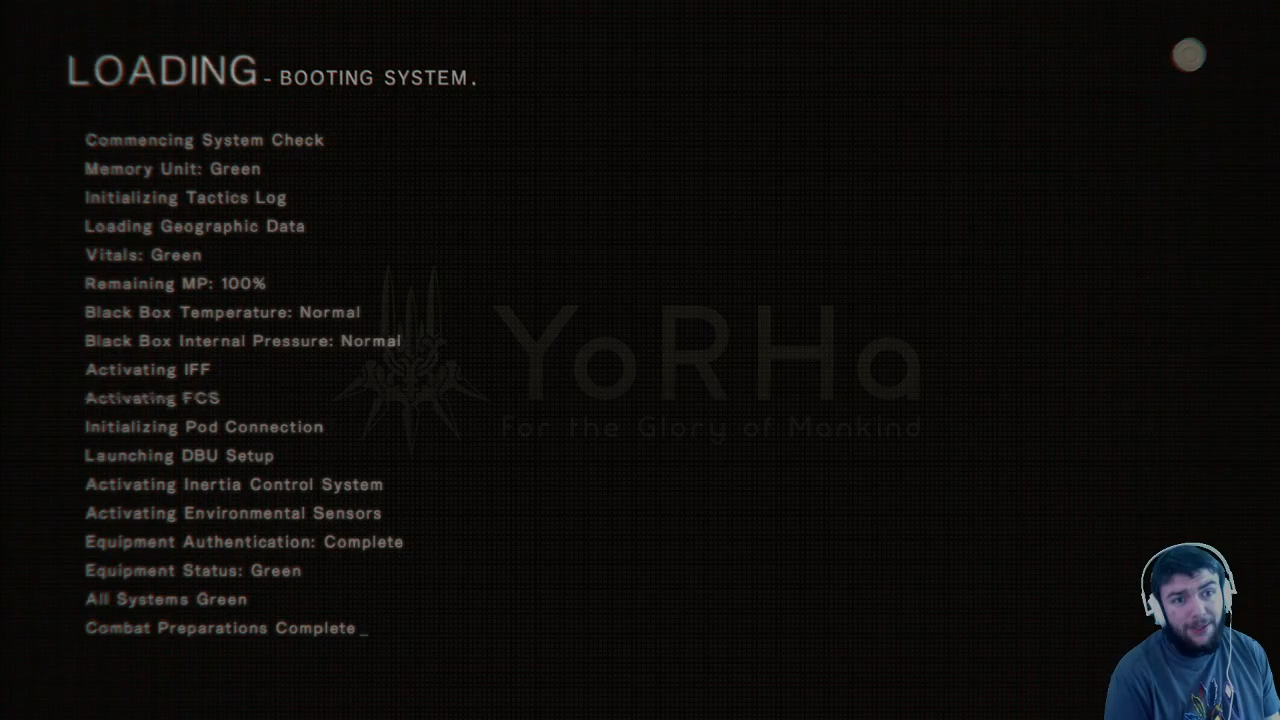 LOADING - BOOTING SYSTEM.
Commencing System Check
Memory Unit: Green
Initializing Tactics Log
Loading Geographic Data
Vitals: Green
Remaining MP: 100%
Black Box Temperature: Normal
Black Box Internal Pressure: Normal
Activating IFF
Activating FCS
Initializing Pod Connection
Launching DBU Setup
Activating Inertia Control System
Activating Environmental Sensors
Equipment Authentication: Complete
Equipment Status: Green
All Systems Green
Combat Preparations Complete _
YoRHa
For the Glory of Mankind